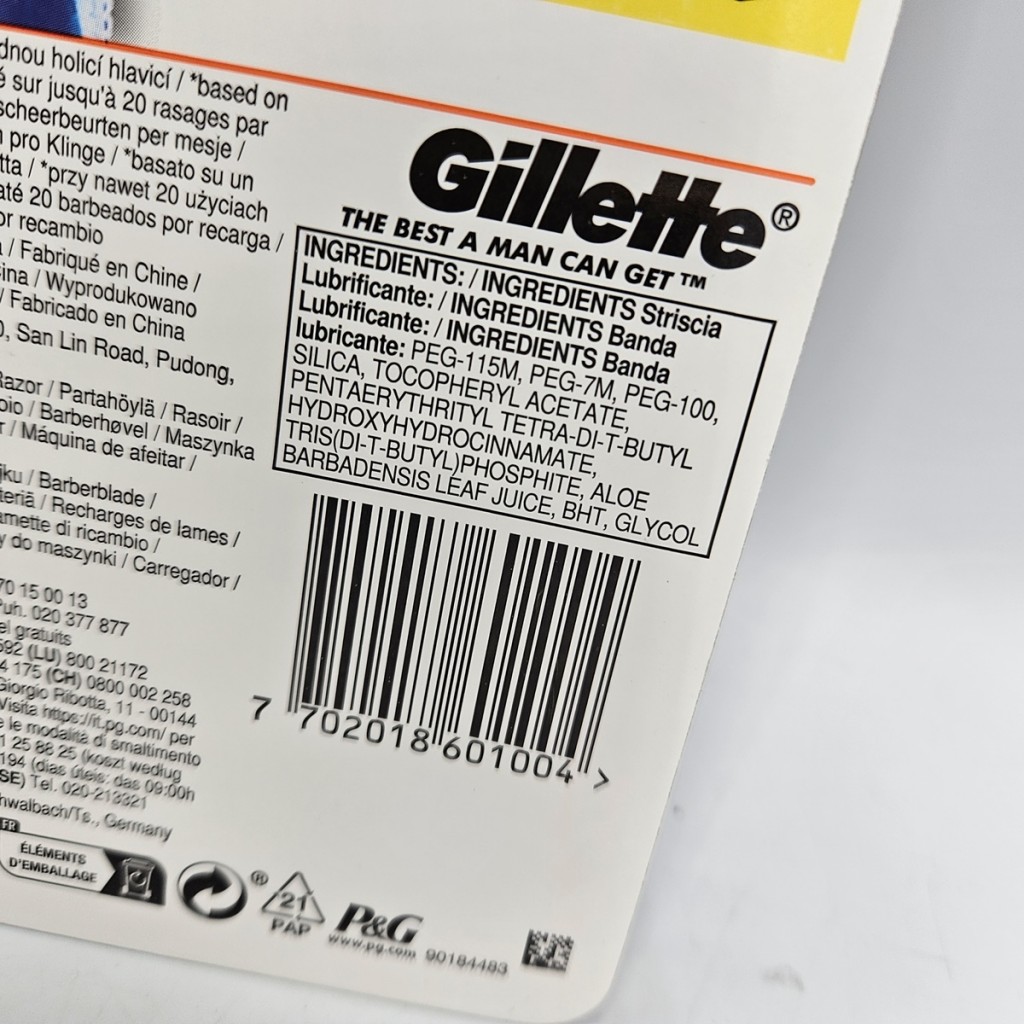 dnou holicí hlavicí / *based on
é sur jusqu'à 20 rasages par
scheerbeurten per mesje /
pro Klinge / *basato su un
tta / *przy nawet 20 użyciach
até 20 barbeados por recarga /
or recambio
/ Fabriqué en Chine /
ina / Wyprodukowano
/ Fabricado en China
0, San Lin Road, Pudong,
Razor / Partahöylä / Rasoir /
oio / Barberhøvel / Maszynka
r / Máquina de afeitar /
jku / Barberblade /
teriä / Recharges de lames /
amette di ricambio /
y do maszynki / Carregador /
70 15 00 13
Puh. 020 377 877
el gratuits
592 (LU) 800 21172
4 175 (CH) 0800 002 258
Giorgio Ribotta, 11 - 00144
Visita https://it.pg.com/ per
e le modalità di smaltimento
1 25 88 25 (koszt według
194 (dias úteis: das 09:00h
SE) Tel. 020-213321
hwalbach/Ts., Germany
Gillette®
THE BEST A MAN CAN GET™
INGREDIENTS: / INGREDIENTS Striscia
Lubrificante: / INGREDIENTS Banda
Lubrificante: / INGREDIENTS Banda
lubricante: PEG-115M, PEG-7M, PEG-100,
SILICA, TOCOPHERYL ACETATE,
PENTAERYTHRITYL TETRA-DI-T-BUTYL
HYDROXYHYDROCINNAMATE,
TRIS(DI-T-BUTYL)PHOSPHITE, ALOE
BARBADENSIS LEAF JUICE, BHT, GLYCOL
7 702018 601004 >
FR
ÉLÉMENTS
D'EMBALLAGE
®
21
PAP
P&G
www.pg.com 90184483